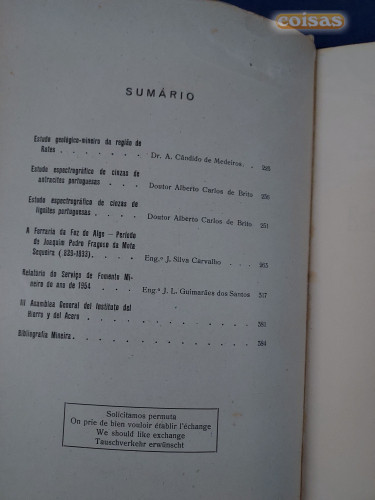 coisas
SUMÁRIO
Estudo geológico-mineiro da região de
Rates . . . . . . . Dr. A. Cândido de Medeiros.
Estudo espectrográfico de cinzas de
antracites portuguesas Doutor Alberto Carlos de Brito
Estudo espectrográfico de cinzas de
lignites portuguesas . . Doutor Alberto Carlos de Brito 251
A Ferraria da Foz do Alge — Período
de Joaquim Pedro Fragoso da Mota
Sequeira ( 833-1833). . . . Eng.º J. Silva Carvalho . . .
Relatório do Serviço de Fomento Mi-
neiro do ano de 1954 . . Eng.º J. L. Guimarães dos Santos 317
III Asamblea General del Instituto del
Hierro y del Acero . . . . . . . . . .
Bibliografia Mineira . . . . . . . . . . 384
Solicitamos permuta
On prie de bien vouloir établir l'échange
We should like exchange
Tauschverkehr erwünscht